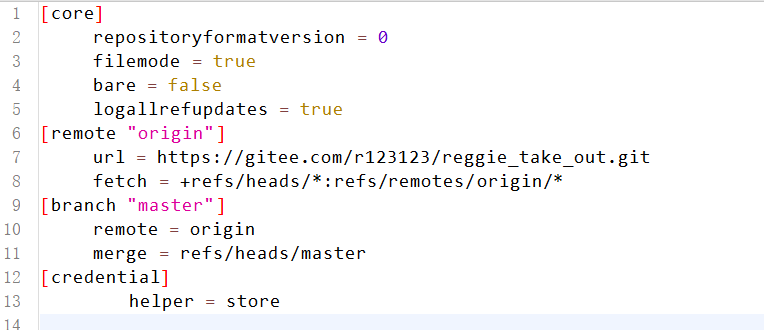 1 [core]
2 repositoryformatversion = 0
3 filemode = true
4 bare = false
5 logallrefupdates = true
6 [remote "origin"]
7 url = https://gitee.com/r123123/reggie_take_out.git
8 fetch = +refs/heads/*:refs/remotes/origin/*
9 [branch "master"]
10 remote = origin
11 merge = refs/heads/master
12 [credential]
13 helper = store
14